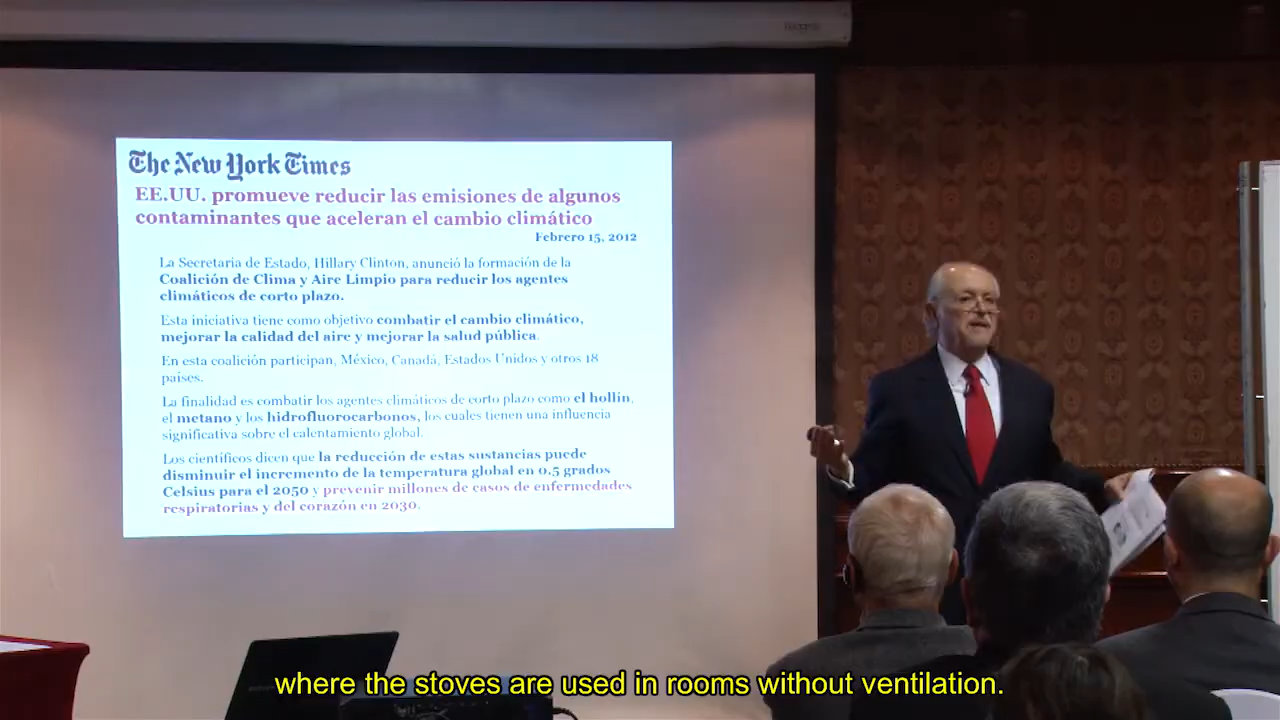 The New York Times
EE.UU. promueve reducir las emisiones de algunos
contaminantes que aceleran el cambio climático
Febrero 15, 2012
La Secretaria de Estado, Hillary Clinton, anunció la formación de la
Coalición de Clima y Aire Limpio para reducir los agentes
climáticos de corto plazo.
Esta iniciativa tiene como objetivo combatir el cambio climático,
mejorar la calidad del aire y mejorar la salud pública.
En esta coalición participan, México, Canadá, Estados Unidos y otros 18
países.
La finalidad es combatir los agentes climáticos de corto plazo como el hollín,
el metano y los hidrofluorocarbonos, los cuales tienen una influencia
significativa sobre el calentamiento global.
Los científicos dicen que la reducción de estas sustancias puede
disminuir el incremento de la temperatura global en 0.5 grados
Celsius para el 2050 y prevenir millones de casos de enfermedades
respiratorias y del corazón en 2030.
where the stoves are used in rooms without ventilation.